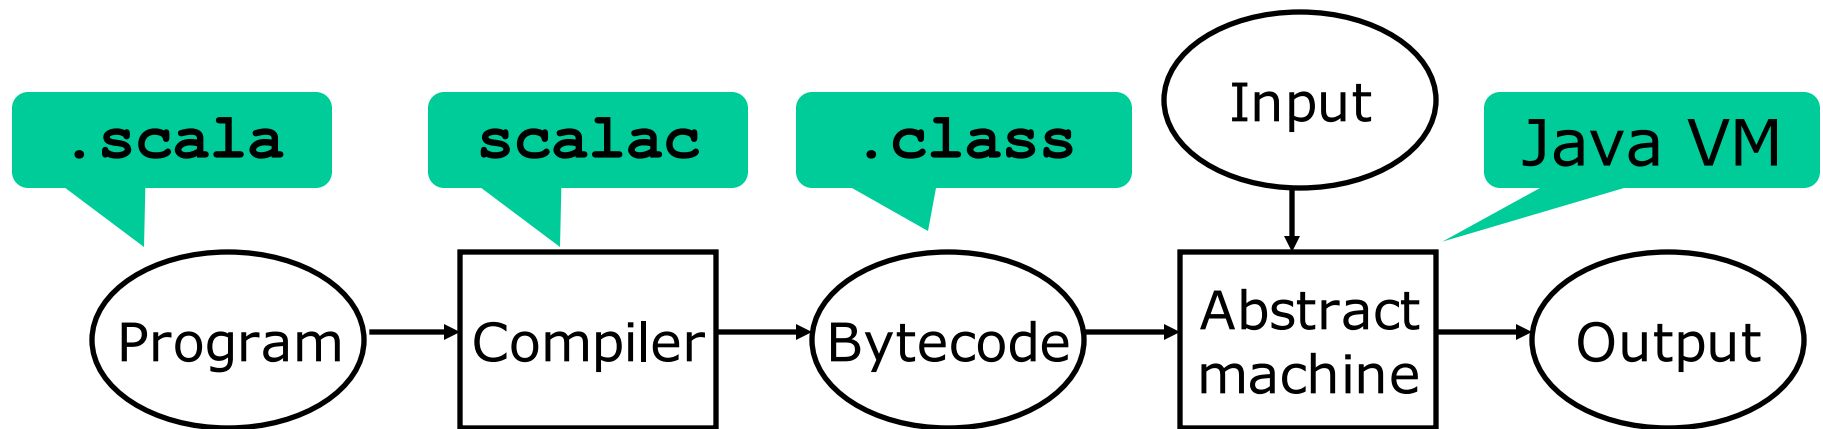 Input
.scala
scalac
.class
Java VM
Program
Compiler
Bytecode
Abstract
machine
Output